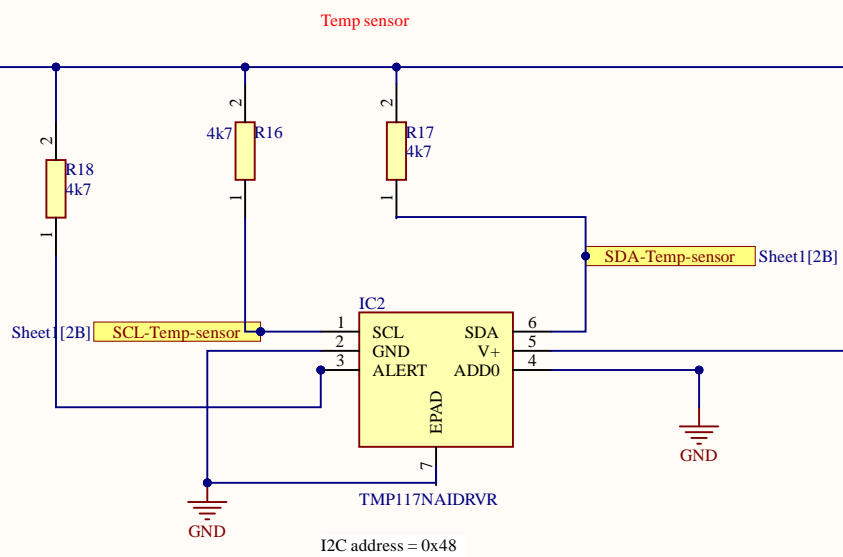 Temp sensor
2
2
2
4k7
R16
R17
4k7
R18
4k7
1
1
1
SDA-Temp-sensor
Sheet1[2B]
IC2
Sheet1[2B]
SCL-Temp-sensor
1
SCL
SDA
6
2
GND
V+
5
3
ALERT
ADD0
4
EPAD
7
GND
TMP117NAIDRVR
GND
I2C address = 0x48